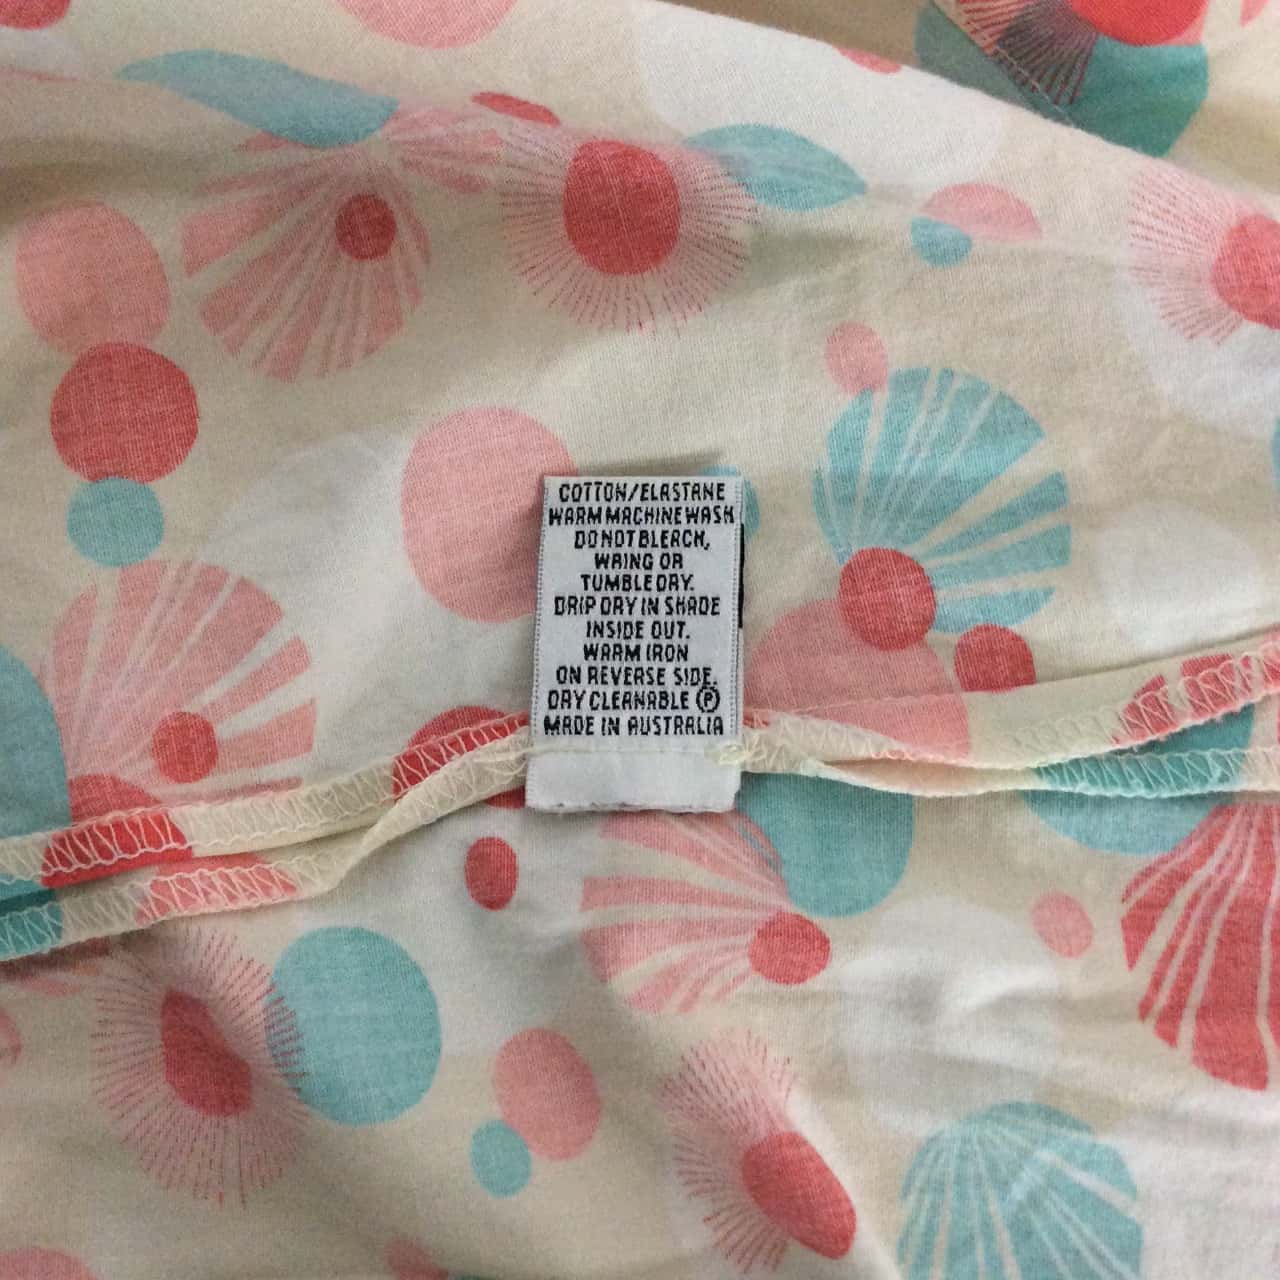 COTTON/ELASTANE
WARM MACHINE WASH
DO NOT BLEACH,
WRING OR
TUMBLE DRY.
DRIP DRY IN SHADE
INSIDE OUT.
WARM IRON
ON REVERSE SIDE.
DRY CLEANABLE Ⓟ
MADE IN AUSTRALIA